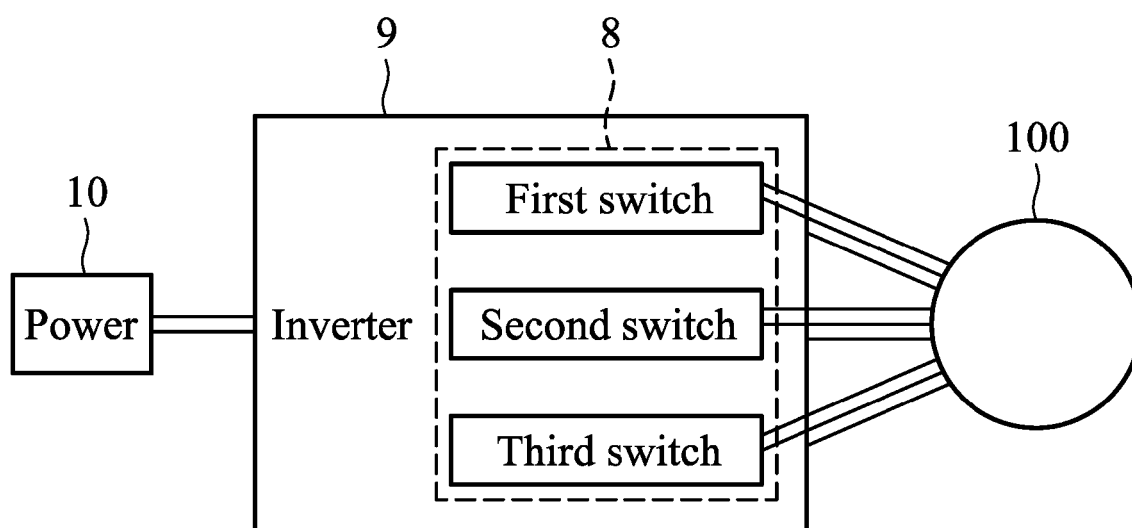 9
8
100
10
First switch
Power
Inverter
Second switch
Third switch